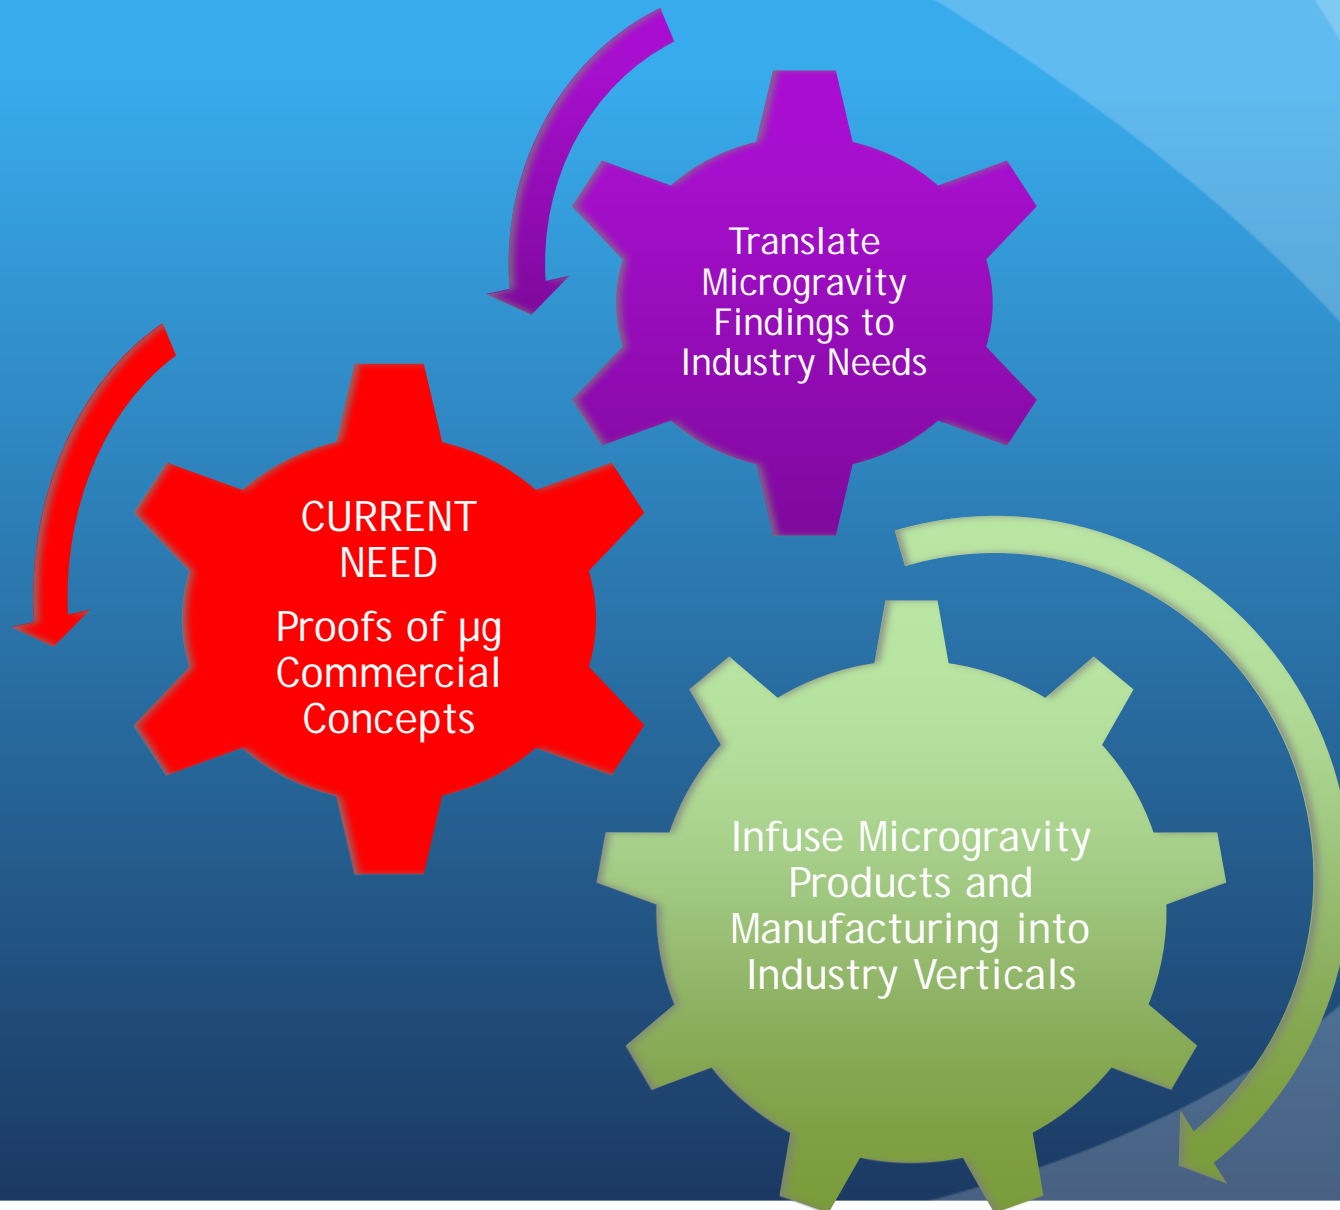 Translate
Microgravity
Findings to
Industry Needs
CURRENT
NEED
Proofs of µg
Commercial
Concepts
Infuse Microgravity
Products and
Manufacturing into
Industry Verticals